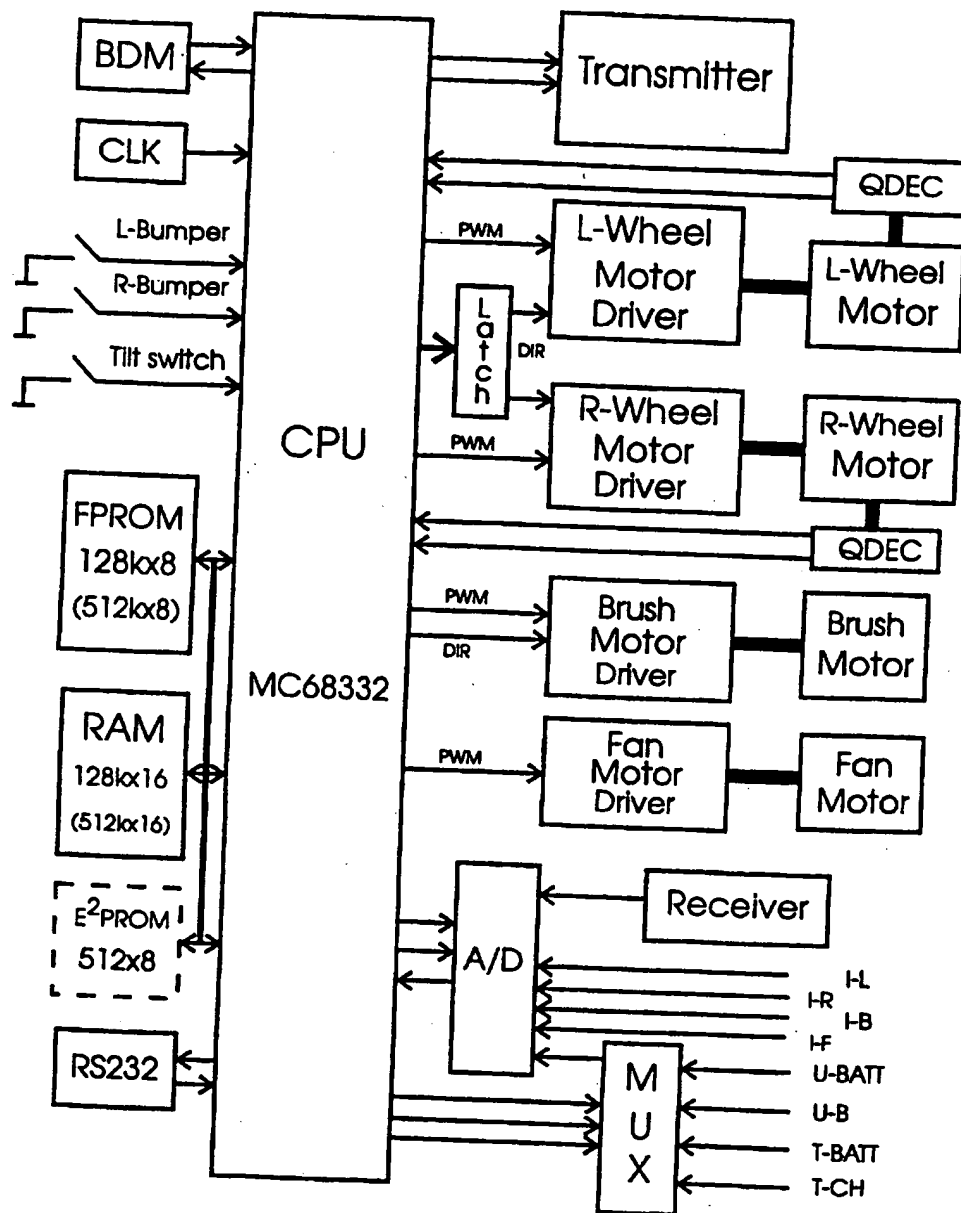 BDM
CLK
L-Bumper
R-Bumper
Tilt switch
FPROM
128kx8
(512kx8)
RAM
128kx16
(512kx16)
E²PROM
512x8
RS232
CPU
MC68332
Transmitter
QDEC
PWM
L-Wheel
Motor
Driver
L-Wheel
Motor
Latch
DIR
PWM
R-Wheel
Motor
Driver
R-Wheel
Motor
QDEC
PWM
DIR
Brush
Motor
Driver
Brush
Motor
PWM
Fan
Motor
Driver
Fan
Motor
A/D
Receiver
I-L
I-R
I-B
I-F
MUX
U-BATT
U-B
T-BATT
T-CH